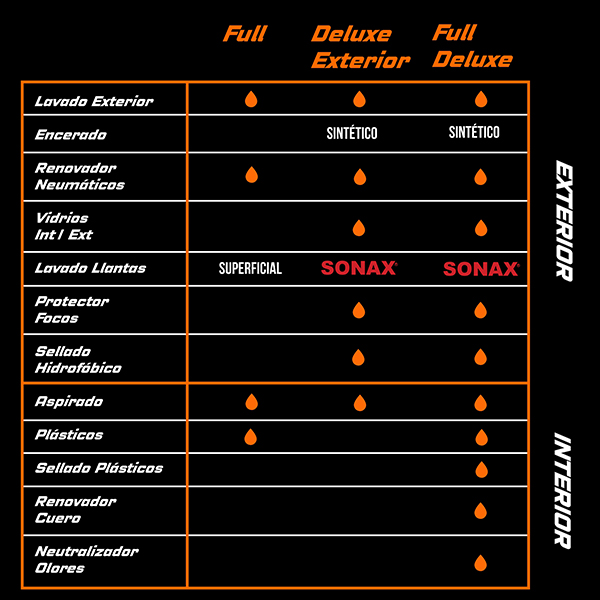 Full
Deluxe
Exterior
Full
Deluxe
Lavado Exterior
Encerado
SINTÉTICO
SINTÉTICO
Renovador
Neumáticos
Vidrios
Int / Ext
Lavado Llantas
SUPERFICIAL
SONAX®
SONAX®
Protector
Focos
Sellado
Hidrofóbico
EXTERIOR
Aspirado
Plásticos
Sellado Plásticos
Renovador
Cuero
Neutralizador
Olores
INTERIOR